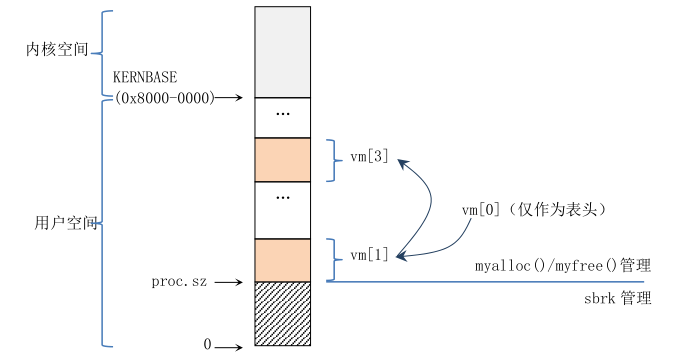 内核空间
KERNBASE
(0x8000-0000)
...
vm[3]
...
vm[0]（仅作为表头）
用户空间
vm[1]
myalloc()/myfree()管理
proc.sz
sbrk 管理
0